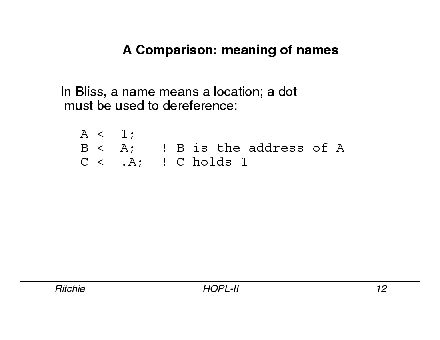 A Comparison: meaning of names
In Bliss, a name means a location; a dot
must be used to dereference:
A < 1;
B < A; ! B is the address of A
C < .A; ! C holds 1
Ritchie HOPL-II 12